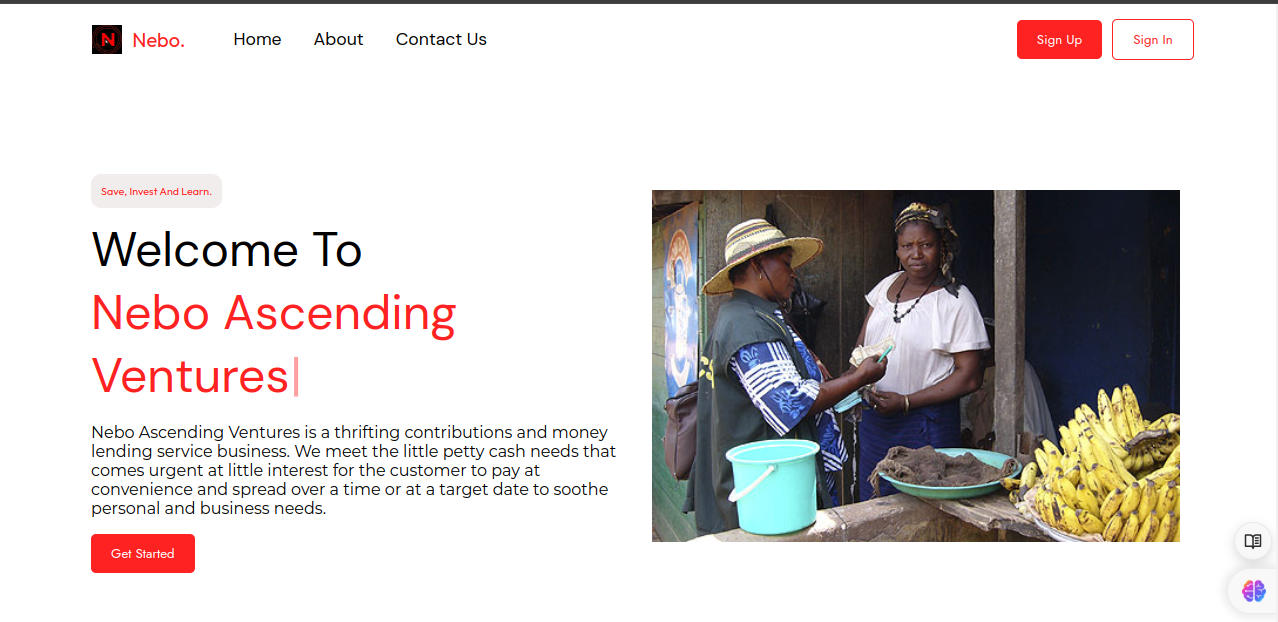 N
Nebo.
Home
About
Contact Us
Sign Up
Sign In
Save, Invest And Learn.
Welcome To
Nebo Ascending
Ventures
Nebo Ascending Ventures is a thrifting contributions and money
lending service business. We meet the little petty cash needs that
comes urgent at little interest for the customer to pay at
convenience and spread over a time or at a target date to soothe
personal and business needs.
Get Started